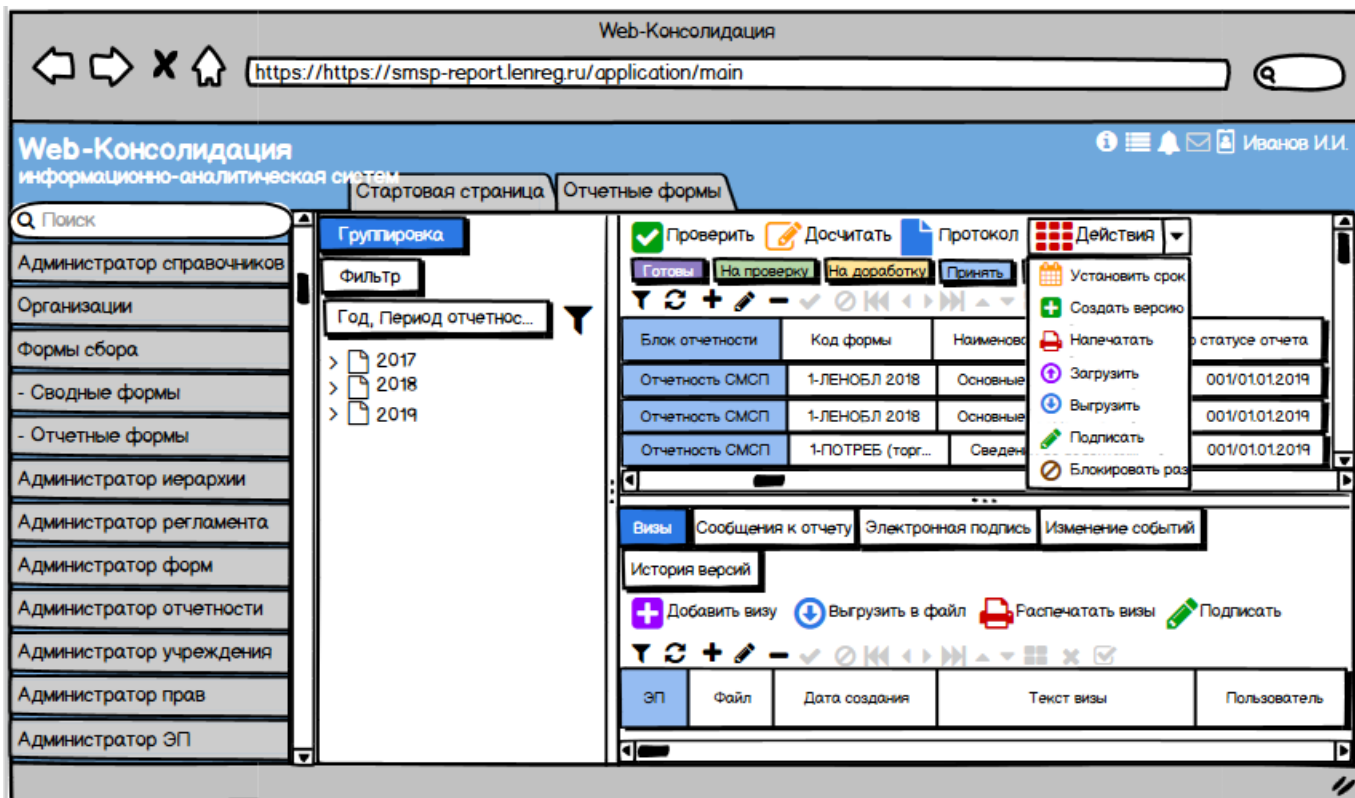 Web-Консолидация
https://https://smsp-report.lenreg.ru/application/main
Web-Консолидация
информационно-аналитическая систем
Иванов И.И.
Стартовая страница
Отчетные формы
Поиск
Администратор справочников
Организации
Формы сбора
- Сводные формы
- Отчетные формы
Администратор иерархии
Администратор регламента
Администратор форм
Администратор отчетности
Администратор учреждения
Администратор прав
Администратор ЭП
Группировка
Фильтр
Год, Период отчетнос...
2017
2018
2019
Проверить Досчитать Протокол Действия
Готовы На проверку На доработку Принять
Установить срок
Создать версию
Напечатать
Загрузить
Выгрузить
Подписать
Блокировать раз
Блок отчетности Код формы Наименово статусе отчета
Отчетность СМСП 1-ЛЕНОБЛ 2018 Основные 001/01.01.2019
Отчетность СМСП 1-ЛЕНОБЛ 2018 Основные 001/01.01.2019
Отчетность СМСП 1-ПОТРЕБ (торг... Сведен 001/01.01.2019
Визы Сообщения к отчету Электронная подпись Изменение событий
История версий
Добавить визу Выгрузить в файл Распечатать визы Подписать
ЭП Файл Дата создания Текст визы Пользователь